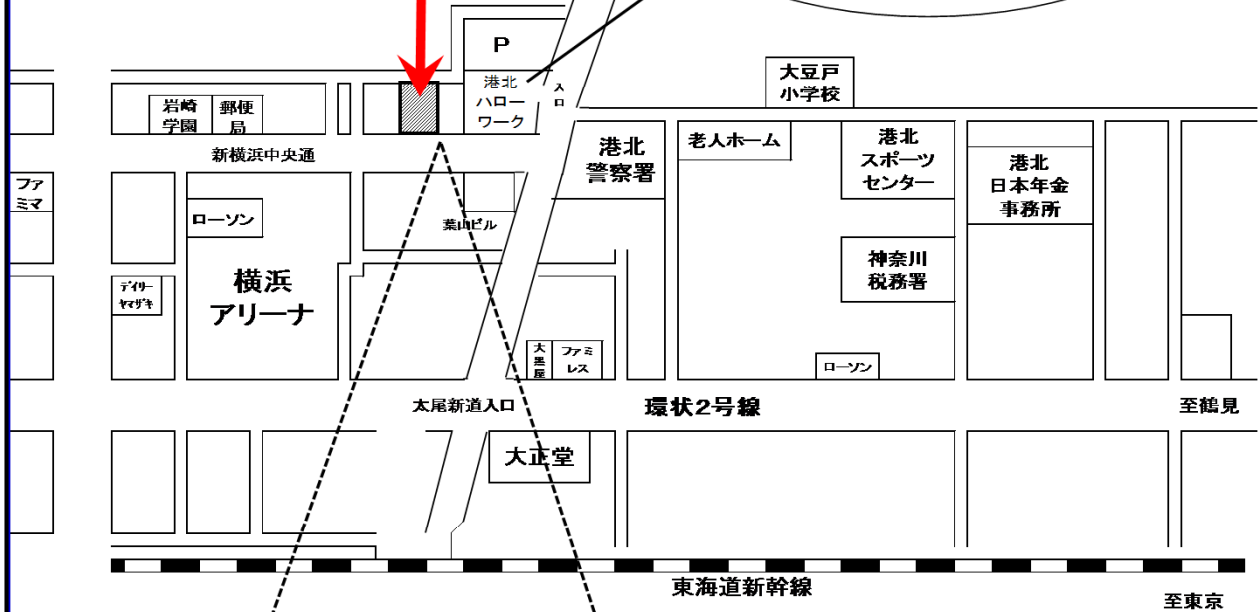 P
港北
ハロー
ワーク
入
口
大豆戸
小学校
岩崎
学園
郵便
局
新横浜中央通
港北
警察署
老人ホーム
港北
スポーツ
センター
港北
日本年金
事務所
ファ
ミマ
ローソン
葉山ビル
神奈川
税務署
横浜
アリーナ
デイリー
ヤマザキ
大
黒
屋
ファミ
レス
ローソン
太尾新道入口
環状2号線
至鶴見
大正堂
東海道新幹線
至東京